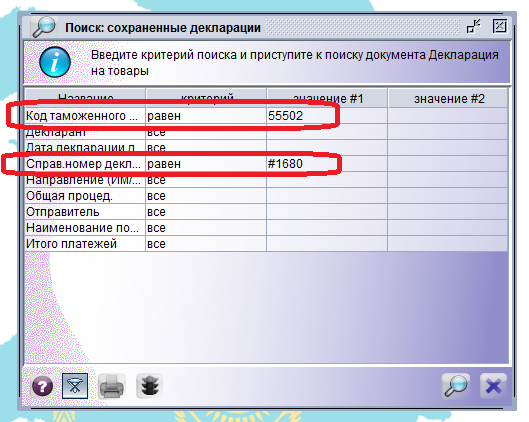 Поиск: сохраненные декларации
Введите критерий поиска и приступите к поиску документа Декларация
на товары
Название критерий значение #1 значение #2
Код таможенного ... равен 55502
Декларант все
Дата декларации п... все
Справ.номер декл... равен #1680
Направление (ИМ/... все
Общая процед. все
Отправитель все
Наименование по... все
Итого платежей все